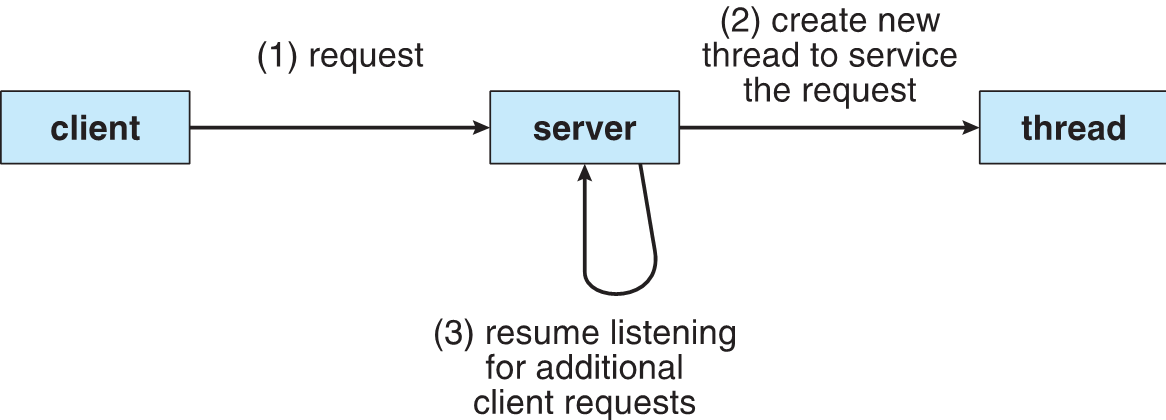 (1) request
(2) create new
thread to service
the request
client
server
thread
(3) resume listening
for additional
client requests